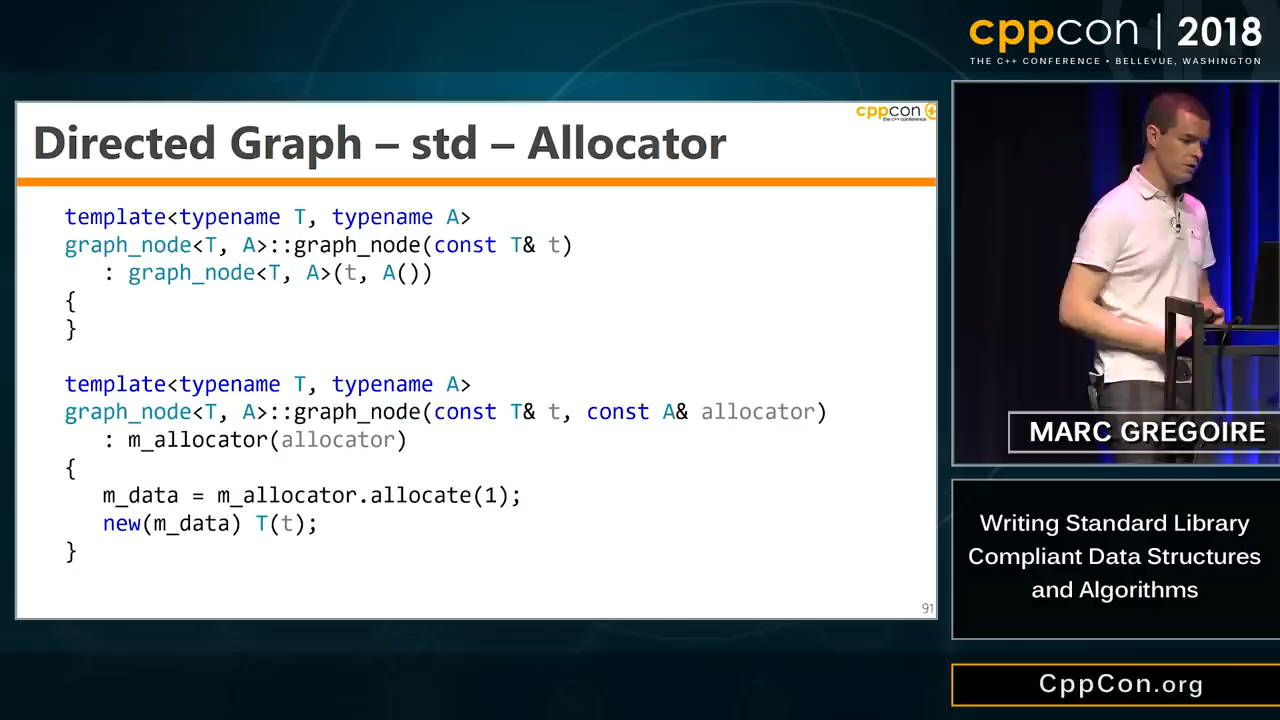 cppcon | 2018
THE C++ CONFERENCE • BELLEVUE, WASHINGTON
cppcon
the c++ conference
Directed Graph – std – Allocator
template<typename T, typename A>
graph_node<T, A>::graph_node(const T& t)
: graph_node<T, A>(t, A())
{
}
template<typename T, typename A>
graph_node<T, A>::graph_node(const T& t, const A& allocator)
: m_allocator(allocator)
{
m_data = m_allocator.allocate(1);
new(m_data) T(t);
}
91
MARC GREGOIRE
Writing Standard Library
Compliant Data Structures
and Algorithms
CppCon.org